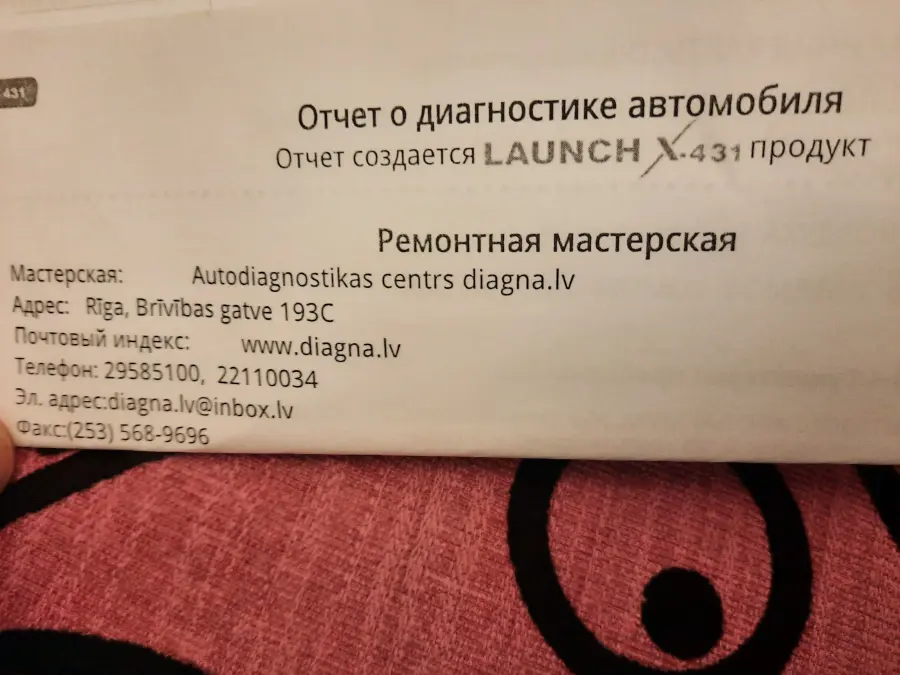 431
Отчет о диагностике автомобиля
Отчет создается LAUNCH X-431 продукт
Ремонтная мастерская
Мастерская: Autodiagnostikas centrs diagna.lv
Адрес: Rīga, Brīvības gatve 193C
Почтовый индекс: www.diagna.lv
Телефон: 29585100, 22110034
Эл. адрес:diagna.lv@inbox.lv
Факс:(253) 568-9696